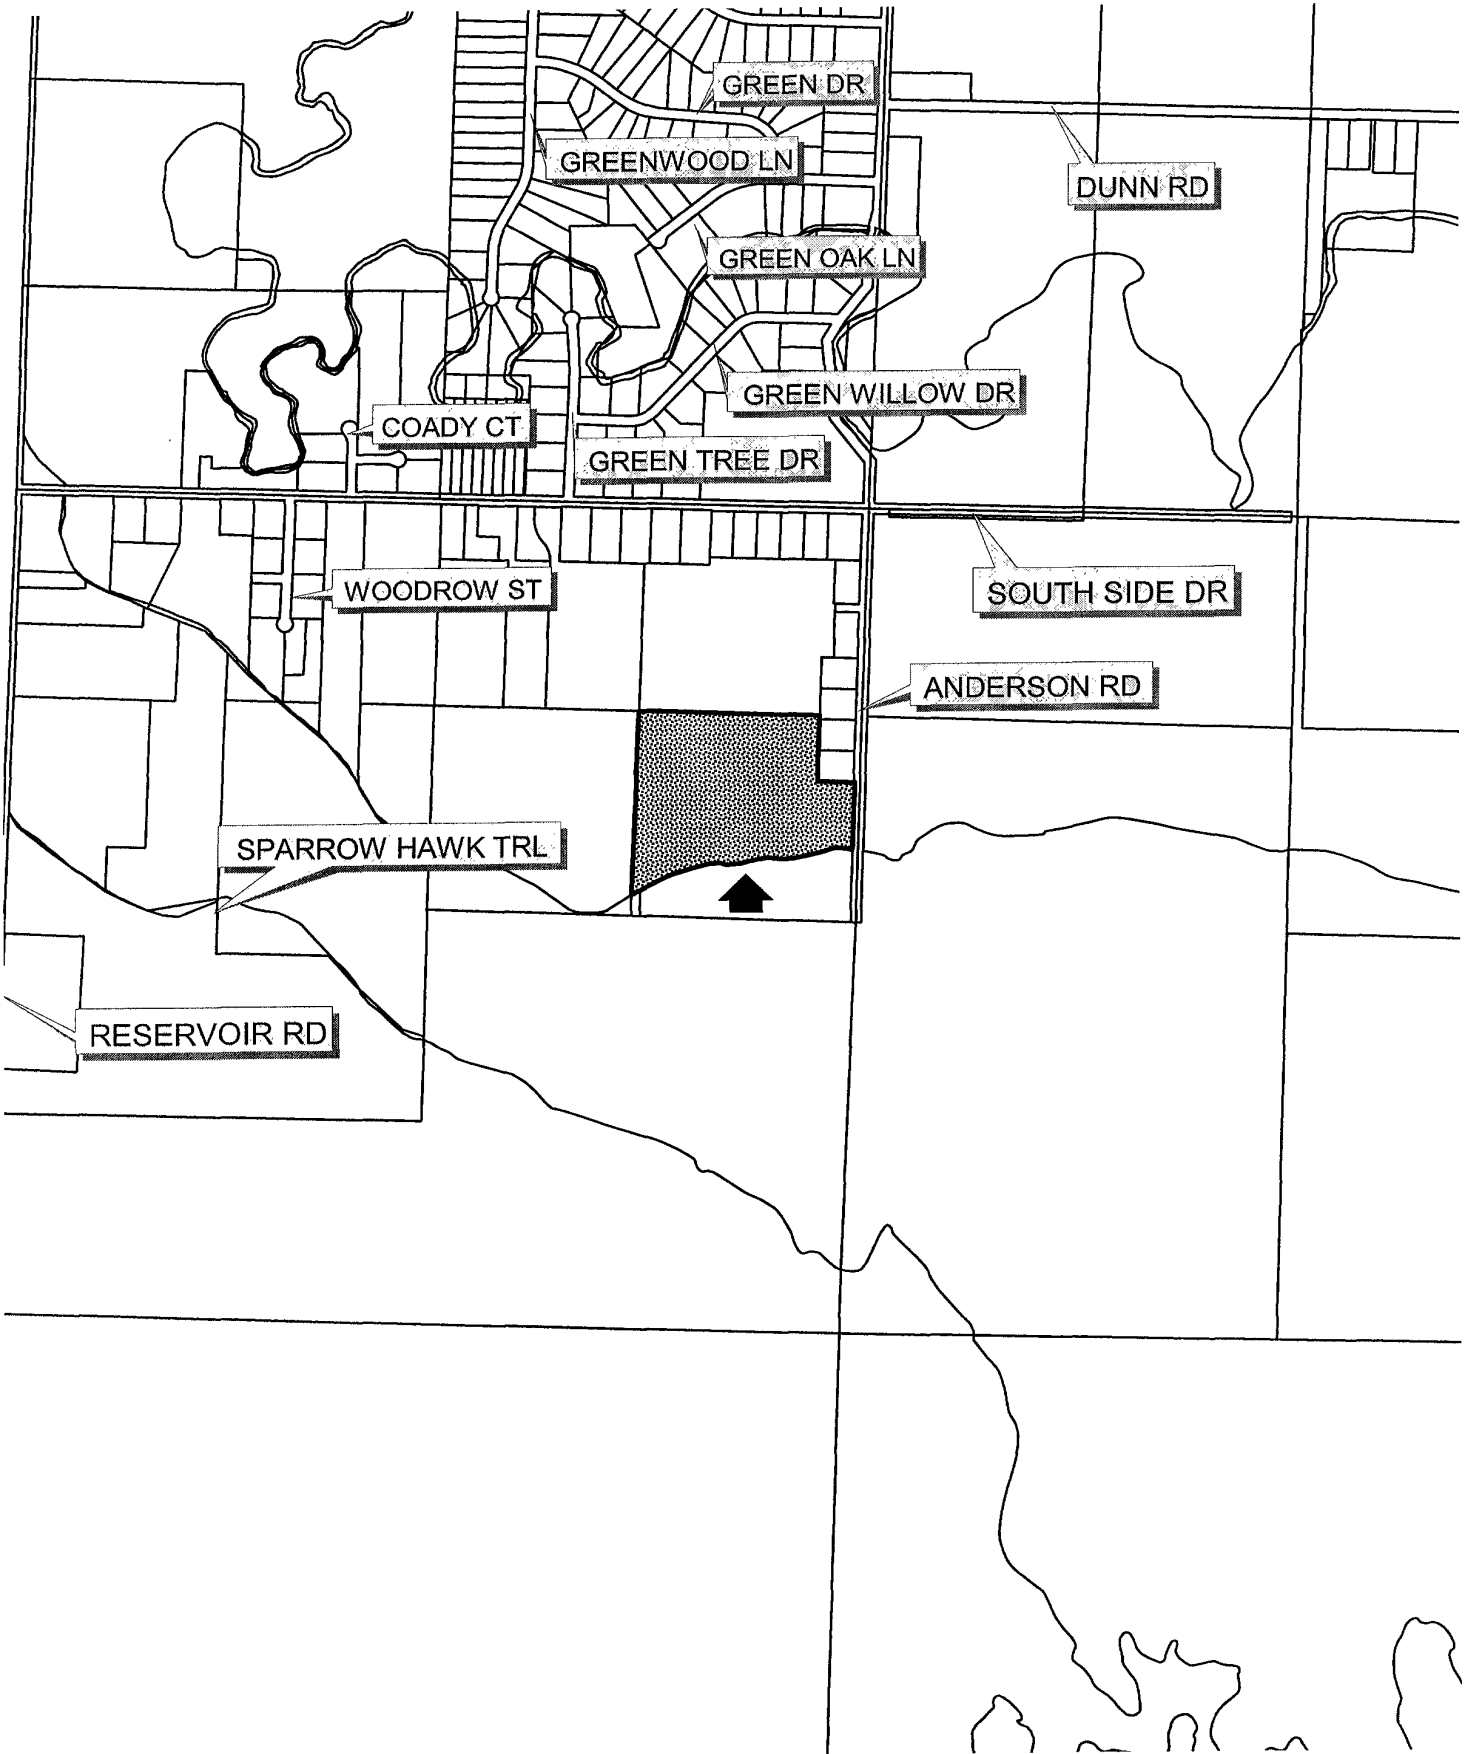 GREEN DR
GREENWOOD LN
DUNN RD
GREEN OAK LN
GREEN WILLOW DR
COADY CT
GREEN TREE DR
WOODROW ST
SOUTH SIDE DR
ANDERSON RD
SPARROW HAWK TRL
RESERVOIR RD